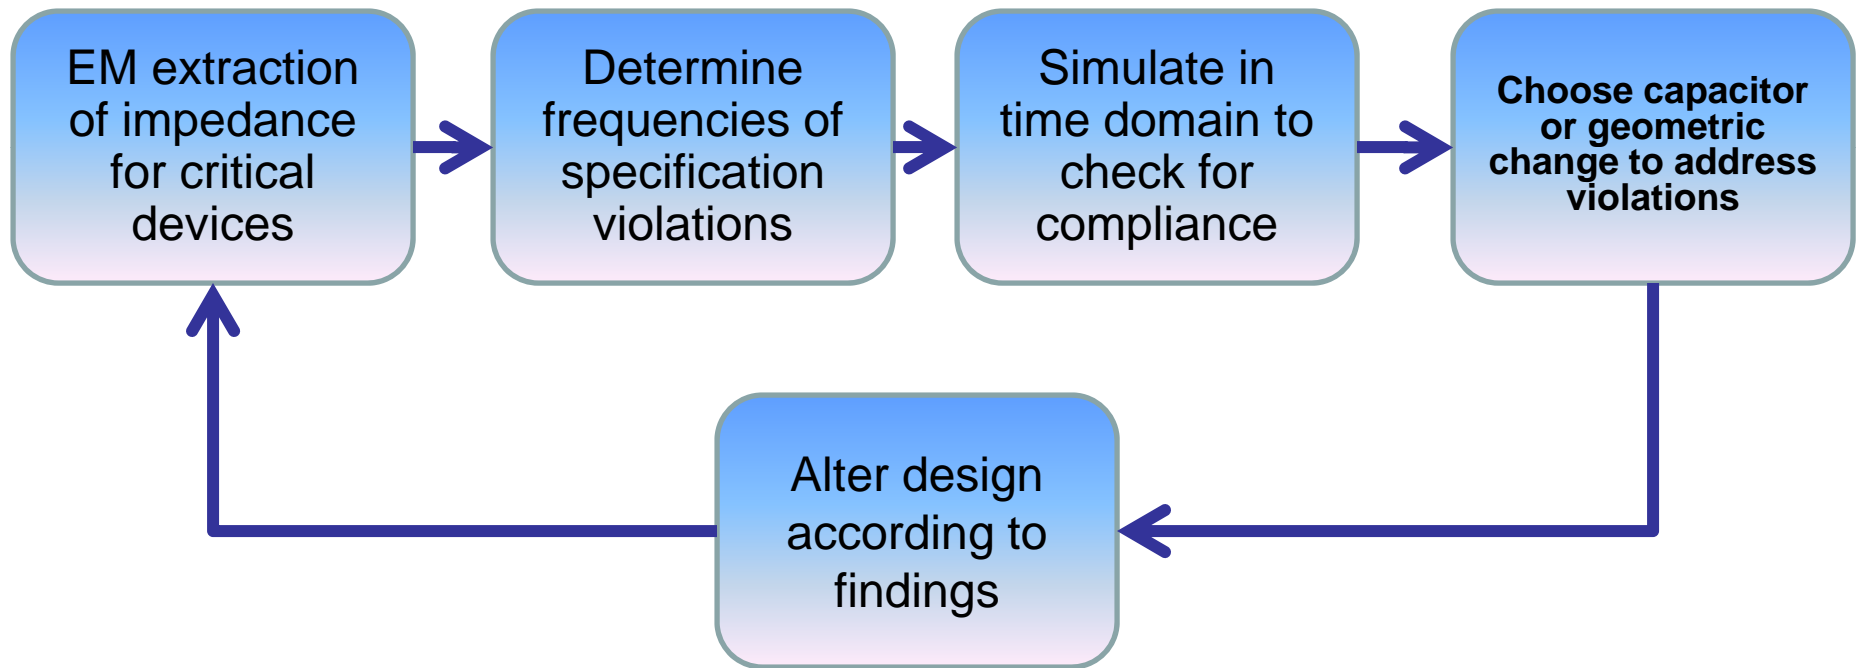 EM extraction
of impedance
for critical
devices
Determine
frequencies of
specification
violations
Simulate in
time domain to
check for
compliance
Choose capacitor
or geometric
change to address
violations
Alter design
according to
findings